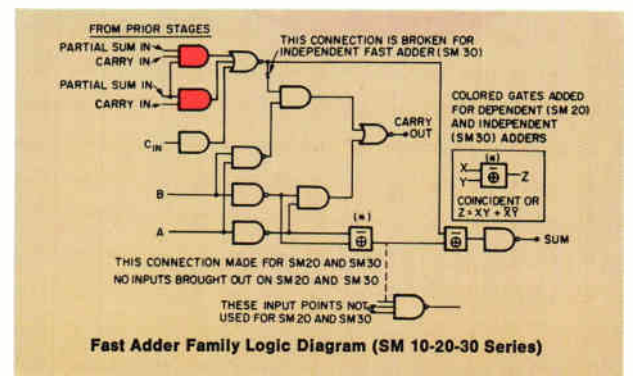 FROM PRIOR STAGES
PARTIAL SUM IN
CARRY IN
PARTIAL SUM IN
CARRY IN
CIN
B
A
THIS CONNECTION IS BROKEN FOR
INDEPENDENT FAST ADDER (SM 30)
CARRY
OUT
COLORED GATES ADDED
FOR DEPENDENT (SM 20)
AND INDEPENDENT
(SM 30) ADDERS
(*)
X
Y
⊕
Z
COINCIDENT OR
Z = XY + X̅Y̅
(*)
⊕
⊕
SUM
THIS CONNECTION MADE FOR SM20 AND SM30
NO INPUTS BROUGHT OUT ON SM20 AND SM30
THESE INPUT POINTS NOT
USED FOR SM20 AND SM30
Fast Adder Family Logic Diagram (SM 10-20-30 Series)